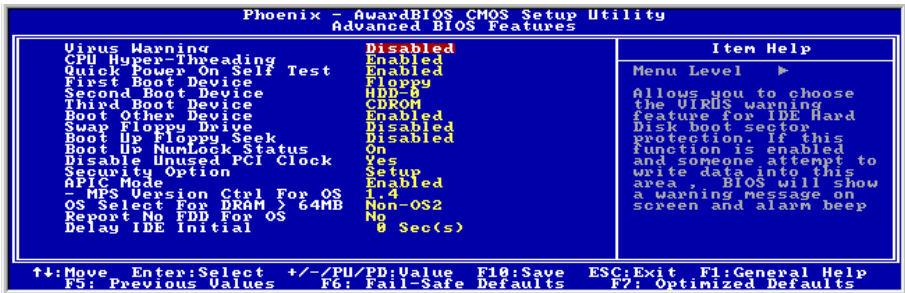 Phoenix - AwardBIOS CMOS Setup Utility
Advanced BIOS Features
Virus Warning Disabled
CPU Hyper-Threading Enabled
Quick Power On Self Test Enabled
First Boot Device Floppy
Second Boot Device HDD-0
Third Boot Device CDROM
Boot Other Device Enabled
Swap Floppy Drive Disabled
Boot Up Floppy Seek Disabled
Boot Up NumLock Status On
Disable Unused PCI Clock Yes
Security Option Setup
APIC Mode Enabled
- MPS Version Ctrl For OS 1.4
OS Select For DRAM > 64MB Non-OS2
Report No FDD For OS No
Delay IDE Initial 0 Sec(s)
Item Help
Menu Level ►
Allows you to choose
the VIRUS warning
feature for IDE Hard
Disk boot sector
protection. If this
function is enabled
and someone attempt to
write data into this
area , BIOS will show
a warning message on
screen and alarm beep
↑↓:Move Enter:Select +/-/PU/PD:Value F10:Save ESC:Exit F1:General Help
F5: Previous Values F6: Fail-Safe Defaults F7: Optimized Defaults